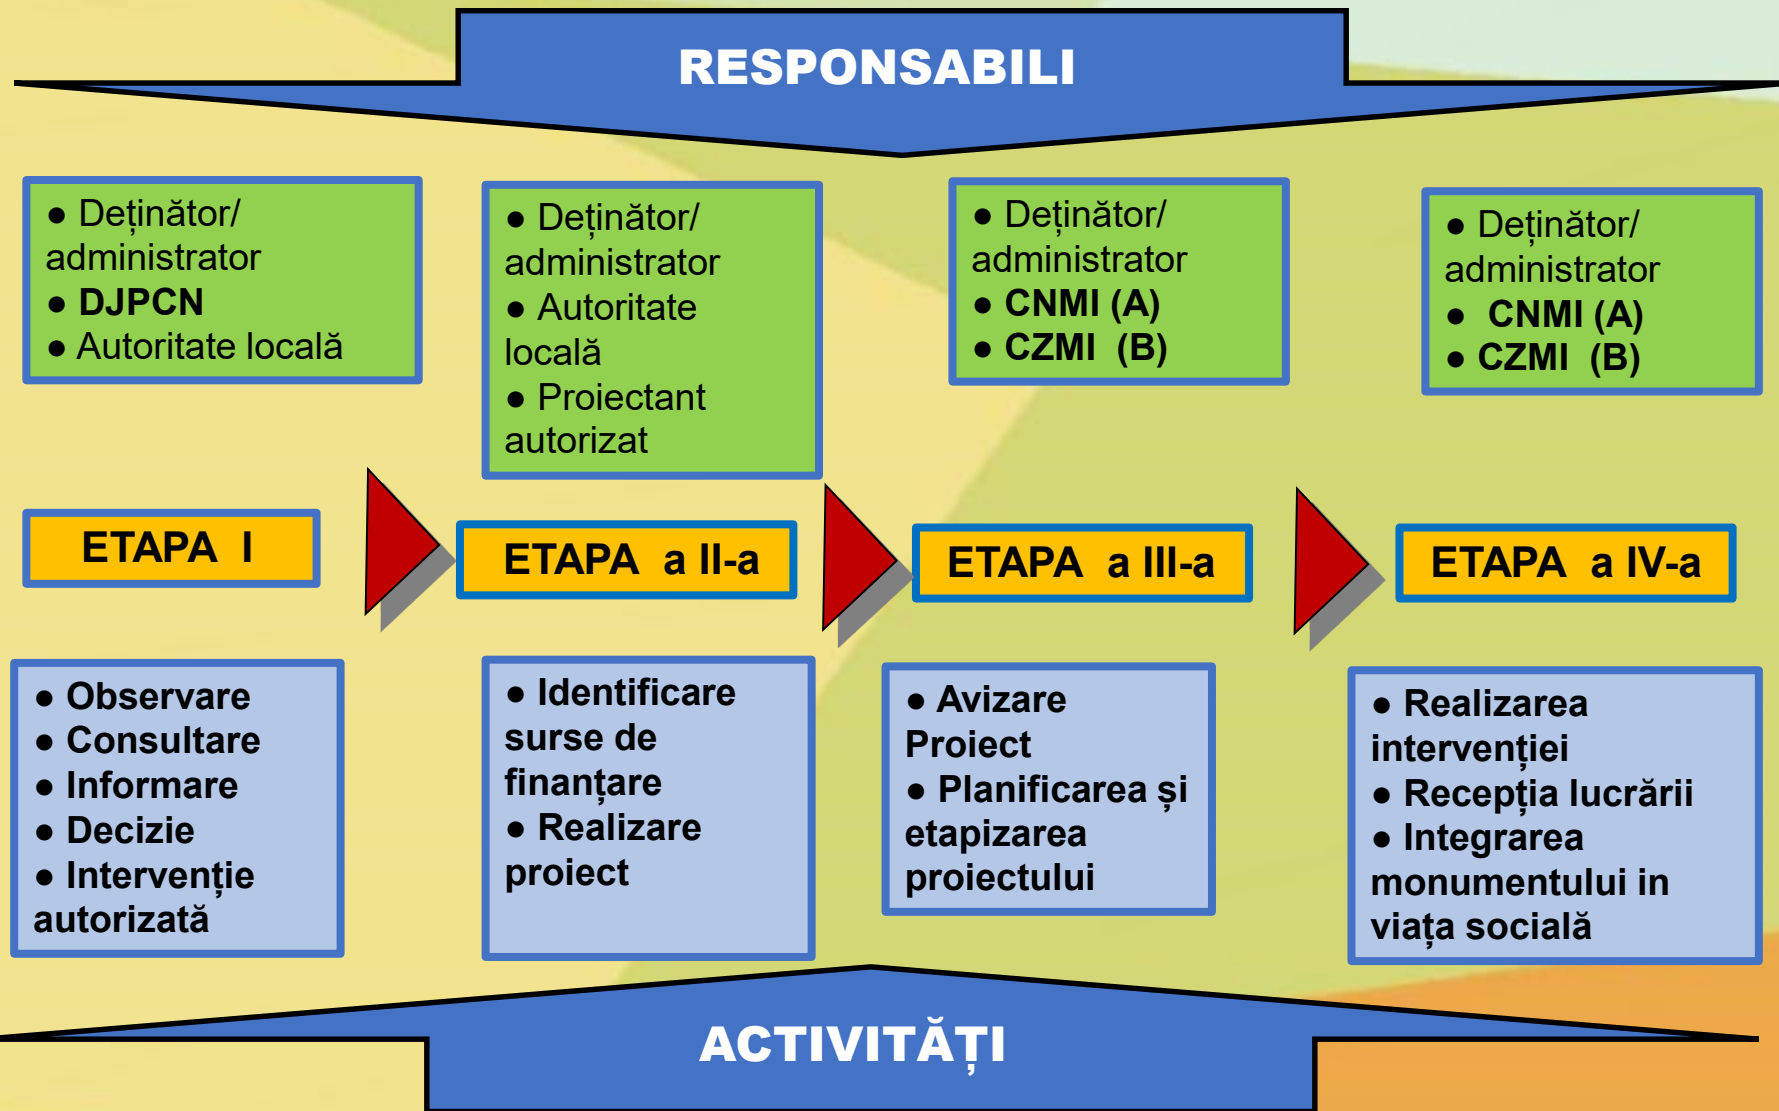 RESPONSABILI
● Deținător/
administrator
● DJPCN
● Autoritate locală
● Deținător/
administrator
● Autoritate
locală
● Proiectant
autorizat
● Deținător/
administrator
● CNMI (A)
● CZMI (B)
● Deținător/
administrator
● CNMI (A)
● CZMI (B)
ETAPA I
ETAPA a II-a
ETAPA a III-a
ETAPA a IV-a
● Observare
● Consultare
● Informare
● Decizie
● Intervenție
autorizată
● Identificare
surse de
finanțare
● Realizare
proiect
● Avizare
Proiect
● Planificarea și
etapizarea
proiectului
● Realizarea
intervenției
● Recepția lucrării
● Integrarea
monumentului in
viața socială
ACTIVITĂȚI